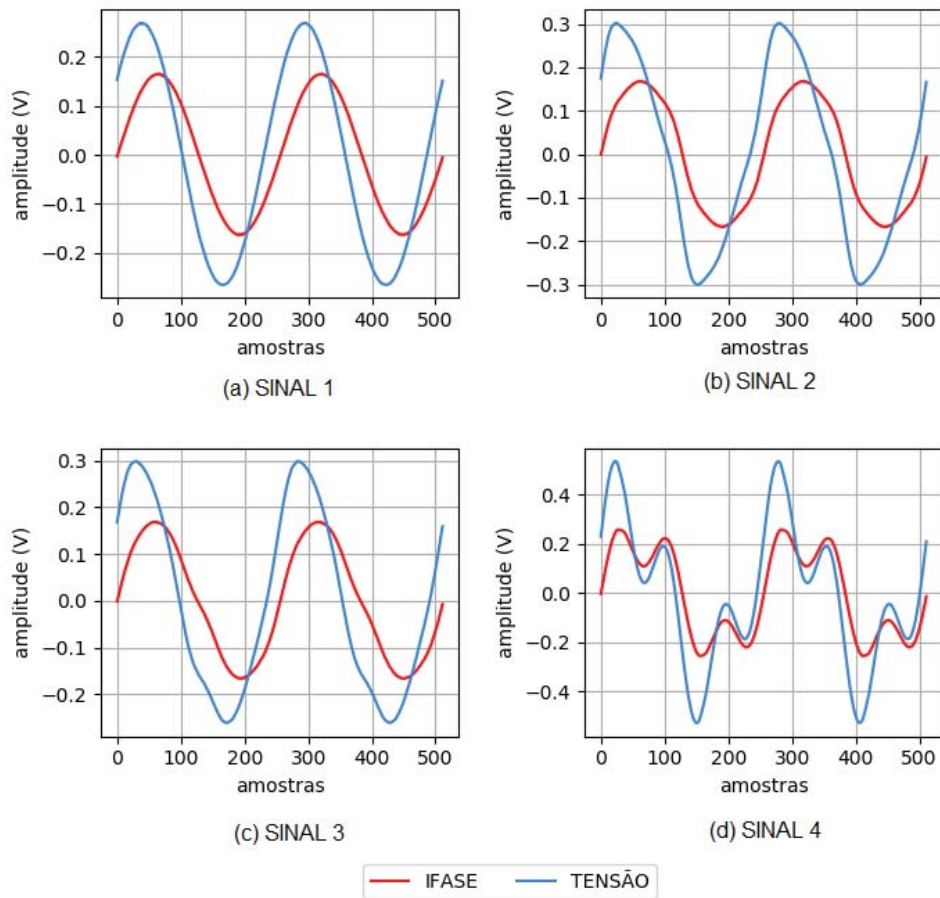 amplitude (V)
0.2
0.1
0.0
−0.1
−0.2
0 100 200 300 400 500
amostras
(a) SINAL 1
amplitude (V)
0.3
0.2
0.1
0.0
−0.1
−0.2
−0.3
0 100 200 300 400 500
amostras
(b) SINAL 2
amplitude (V)
0.3
0.2
0.1
0.0
−0.1
−0.2
0 100 200 300 400 500
amostras
(c) SINAL 3
amplitude (V)
0.4
0.2
0.0
−0.2
−0.4
0 100 200 300 400 500
amostras
(d) SINAL 4
IFASE TENSÃO